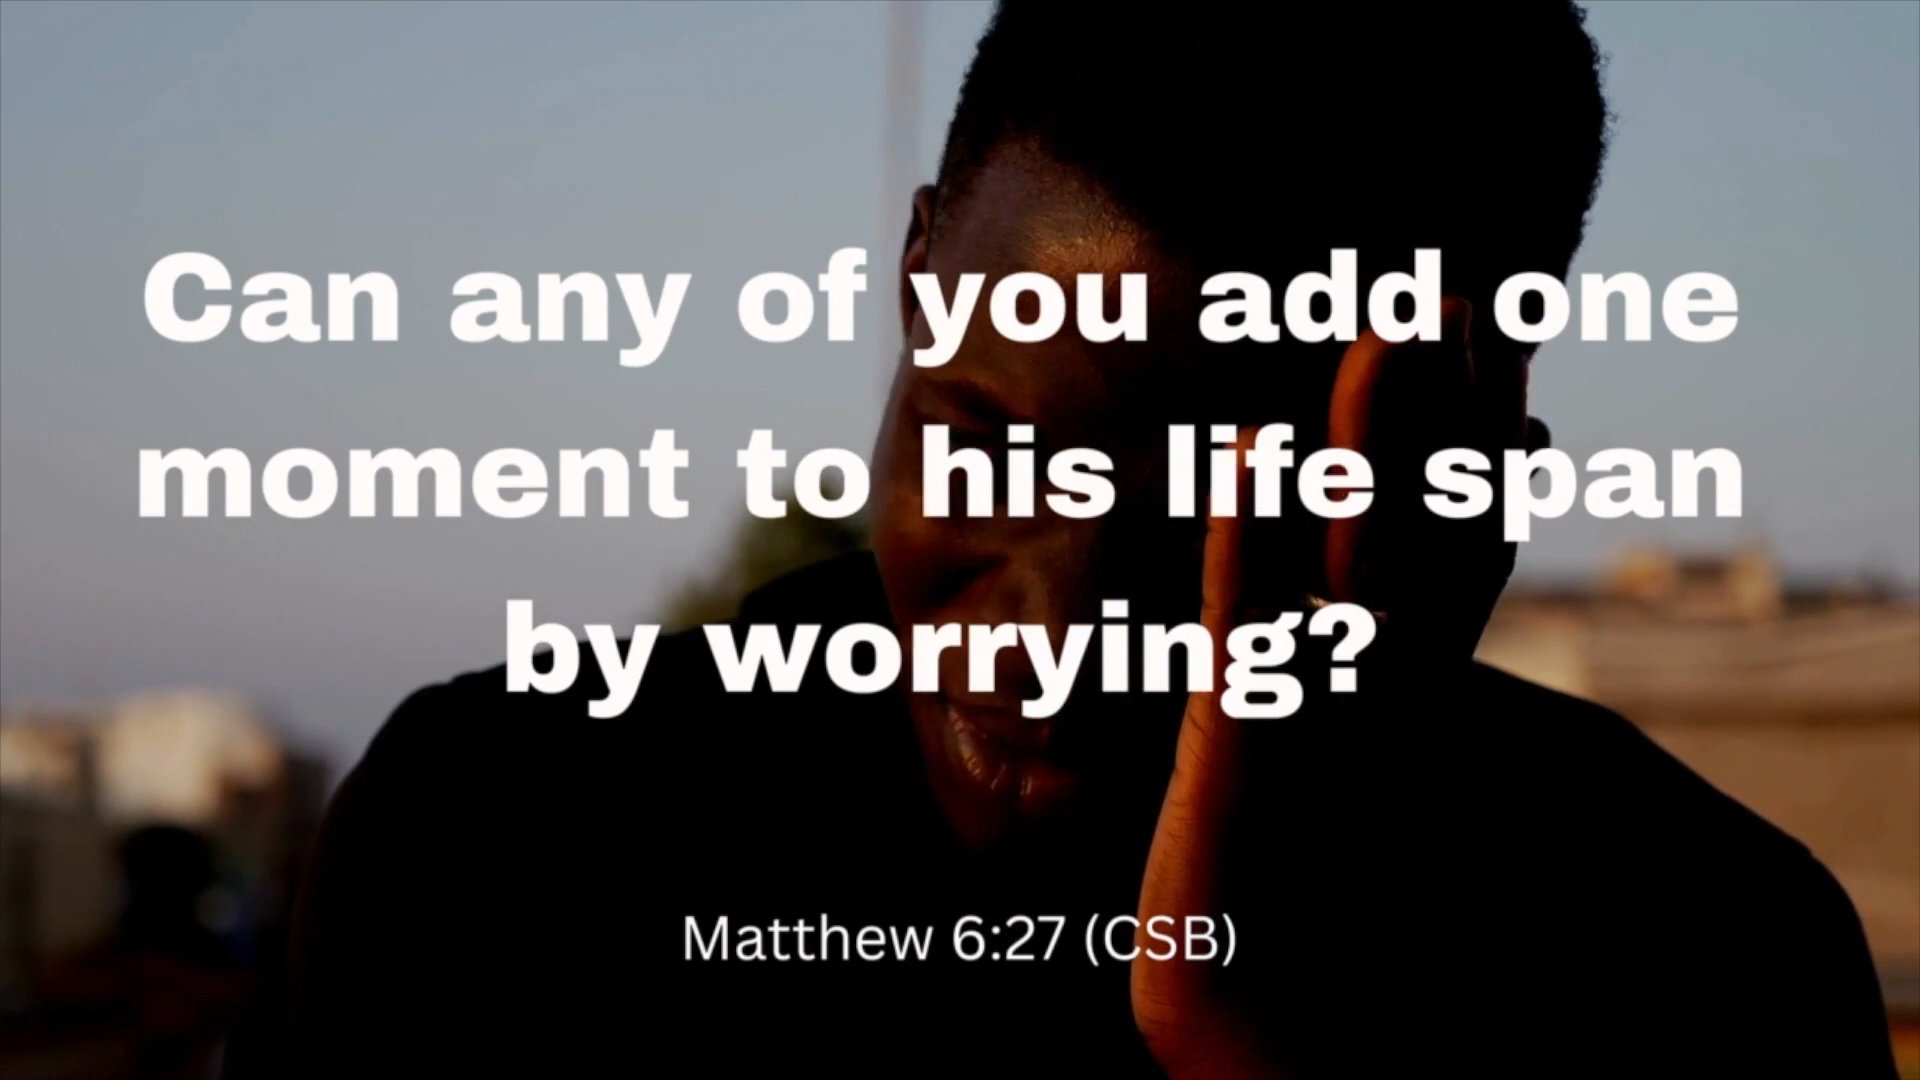 Can any of you add one
moment to his life span
by worrying?
Matthew 6:27 (CSB)